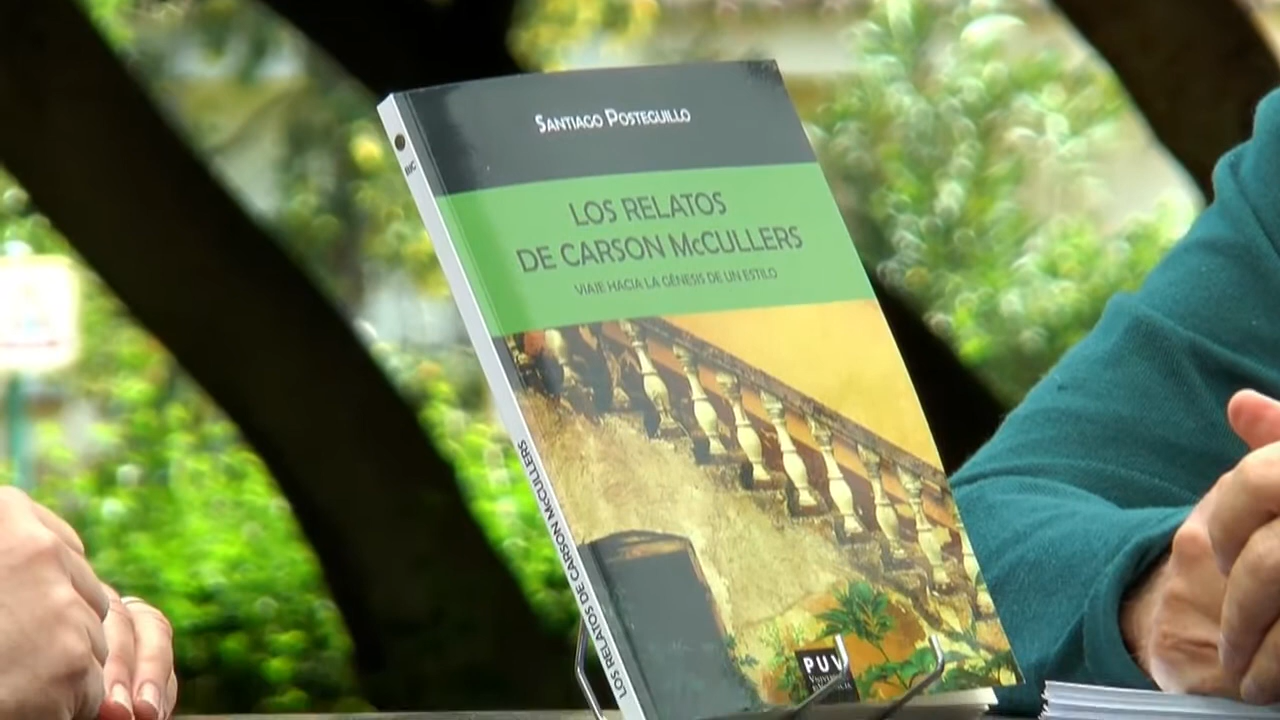 SANTIAGO POSTEGUILLO
LOS RELATOS
DE CARSON McCULLERS
VIAJE HACIA LA GÉNESIS DE UN ESTILO
LOS RELATOS DE CARSON McCULLERS
PUV